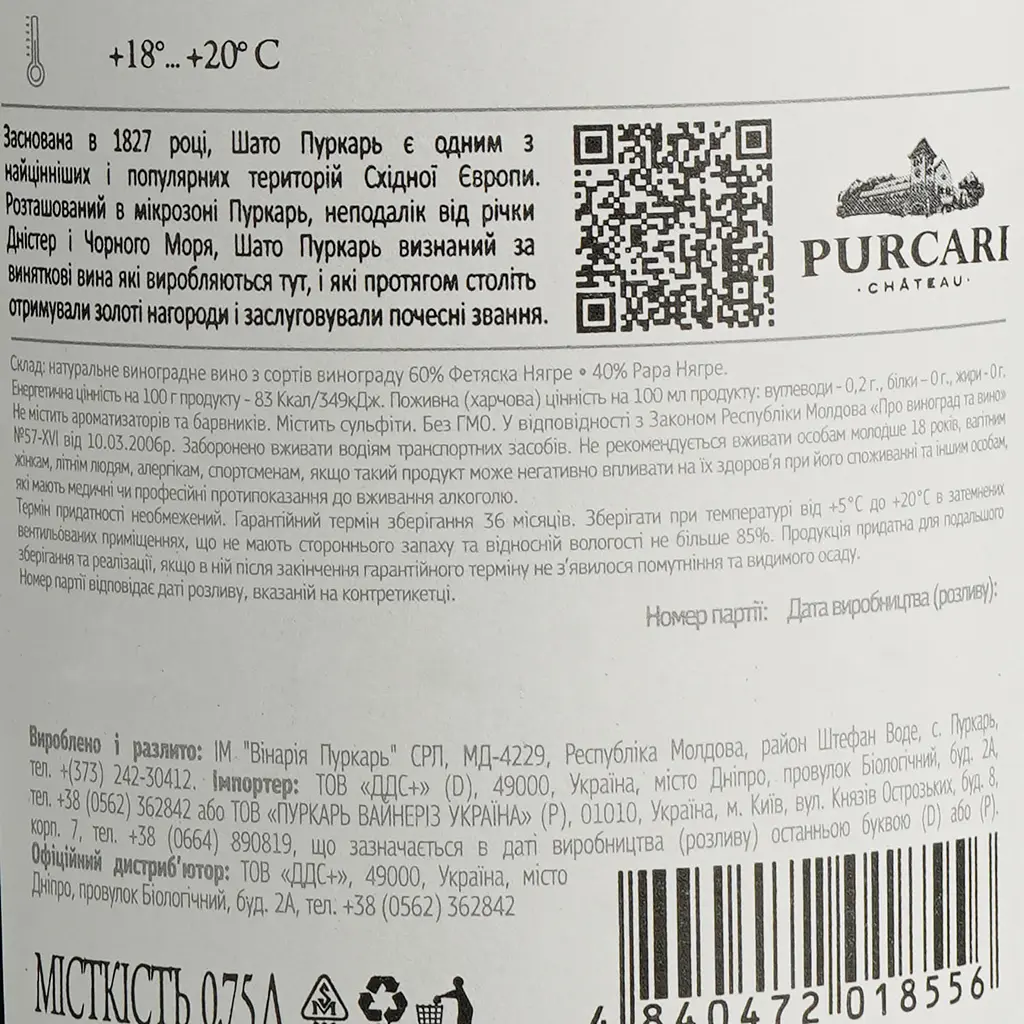 +18°... +20° C
Заснована в 1827 році, Шато Пуркарь є одним з
найцінніших і популярних територій Східної Європи.
Розташований в мікрозоні Пуркарь, неподалік від річки
Дністер і Чорного Моря, Шато Пуркарь визнаний за
виняткові вина які виробляються тут, і які протягом століть
отримували золоті нагороди і заслуговували почесні звання.
PURCARI
· CHÂTEAU ·
Склад: натуральне виноградне вино з сортів винограду 60% Фетяска Нягре • 40% Рара Нягре.
Енергетична цінність на 100 г продукту - 83 Ккал/349кДж. Поживна (харчова) цінність на 100 мл продукту: вуглеводи – 0,2 г., білки – 0 г., жири - 0 г.
Не містить ароматизаторів та барвників. Містить сульфіти. Без ГМО. У відповідності з Законом Республіки Молдова «Про виноград та вино»
№57-XVI від 10.03.2006р. Заборонено вживати водіям транспортних засобів. Не рекомендується вживати особам молодше 18 років, вагітним
жінкам, літнім людям, алергікам, спортсменам, якщо такий продукт може негативно впливати на їх здоров'я при його споживанні та іншим особам,
які мають медичні чи професійні протипоказання до вживання алкоголю.
Термін придатності необмежений. Гарантійний термін зберігання 36 місяців. Зберігати при температурі від +5°С до +20°С в затемнених
вентильованих приміщеннях, що не мають стороннього запаху та відносній вологості не більше 85%. Продукція придатна для подальшого
зберігання та реалізації, якщо в ній після закінчення гарантійного терміну не з'явилося помутніння та видимого осаду.
Номер партії відповідає даті розливу, вказаній на контретикетці.
Номер партії: Дата виробництва (розливу):
Вироблено і разлито: ІМ "Вінарія Пуркарь" СРЛ, МД-4229, Республіка Молдова, район Штефан Воде, с. Пуркарь,
тел. +(373) 242-30412. Імпортер: ТОВ «ДДС+» (D), 49000, Україна, місто Дніпро, провулок Біологічний, буд. 2А,
тел. +38 (0562) 362842 або ТОВ «ПУРКАРЬ ВАЙНЕРІЗ УКРАЇНА» (P), 01010, Україна, м. Київ, вул. Князів Острозьких, буд. 8,
корп. 7, тел. +38 (0664) 890819, що зазначається в даті виробництва (розливу) останньою буквою (D) або (P).
Офіційний дистриб'ютор: ТОВ «ДДС+», 49000, Україна, місто
Дніпро, провулок Біологічний, буд. 2А, тел. +38 (0562) 362842
МІСТКІСТЬ 0,75Л
4 840472 018556